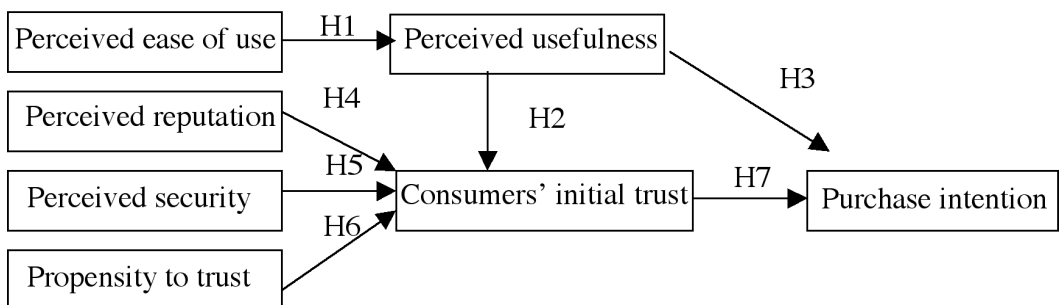 Perceived ease of use
H1
Perceived usefulness
H3
Perceived reputation
H4
H2
Perceived security
H5
Consumers’ initial trust
H7
Purchase intention
H6
Propensity to trust